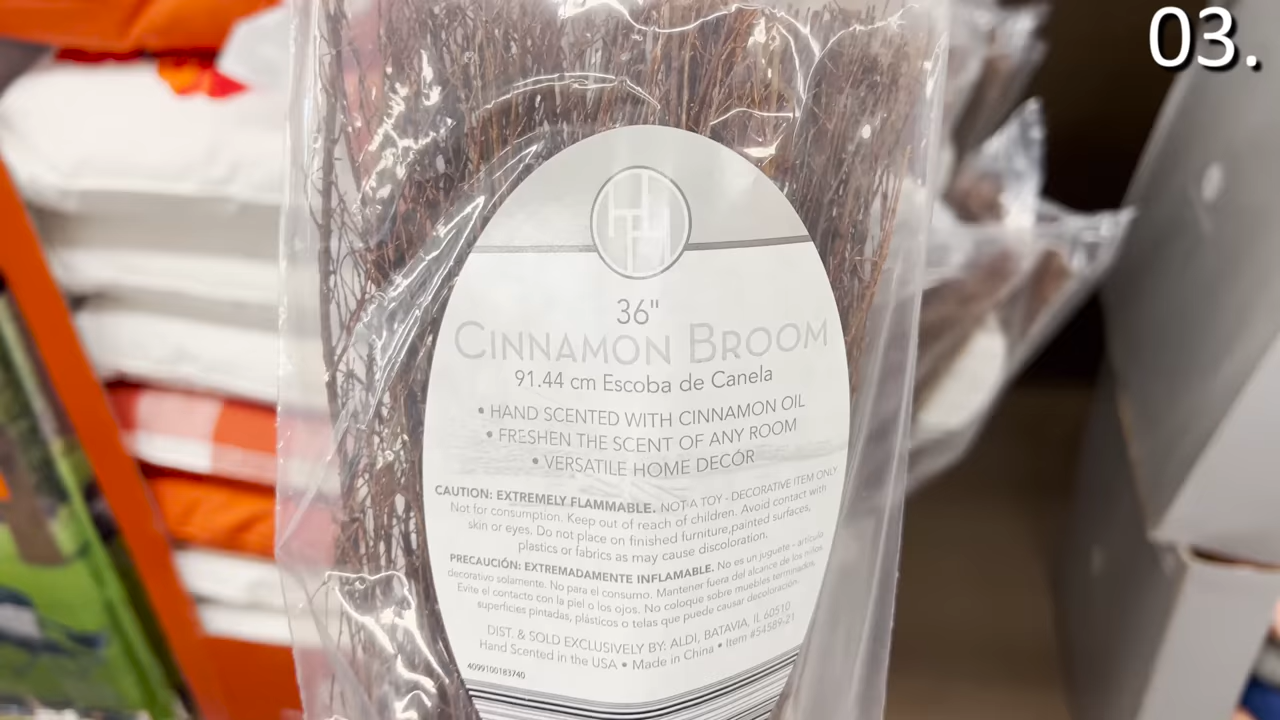 03.
36"
CINNAMON BROOM
91.44 cm Escoba de Canela
• HAND SCENTED WITH CINNAMON OIL
• FRESHEN THE SCENT OF ANY ROOM
• VERSATILE HOME DECÓR
CAUTION: EXTREMELY FLAMMABLE. NOT A TOY - DECORATIVE ITEM ONLY
Not for consumption. Keep out of reach of children. Avoid contact with
skin or eyes. Do not place on finished furniture,painted surfaces,
plastics or fabrics as may cause discoloration.
PRECAUCIÓN: EXTREMADAMENTE INFLAMABLE. No es un juguete - artícula
decorativo solamente. No para el consumo. Mantener fuera del alcance de los niños.
Evite el contacto con la piel o los ojos. No coloque sobre muebles terminados,
superficies pintadas, plásticos o telas que puede causar decoloración.
DIST. & SOLD EXCLUSIVELY BY: ALDI, BATAVIA, IL 60510
Hand Scented in the USA • Made in China • Item #54589-21
4099100183740